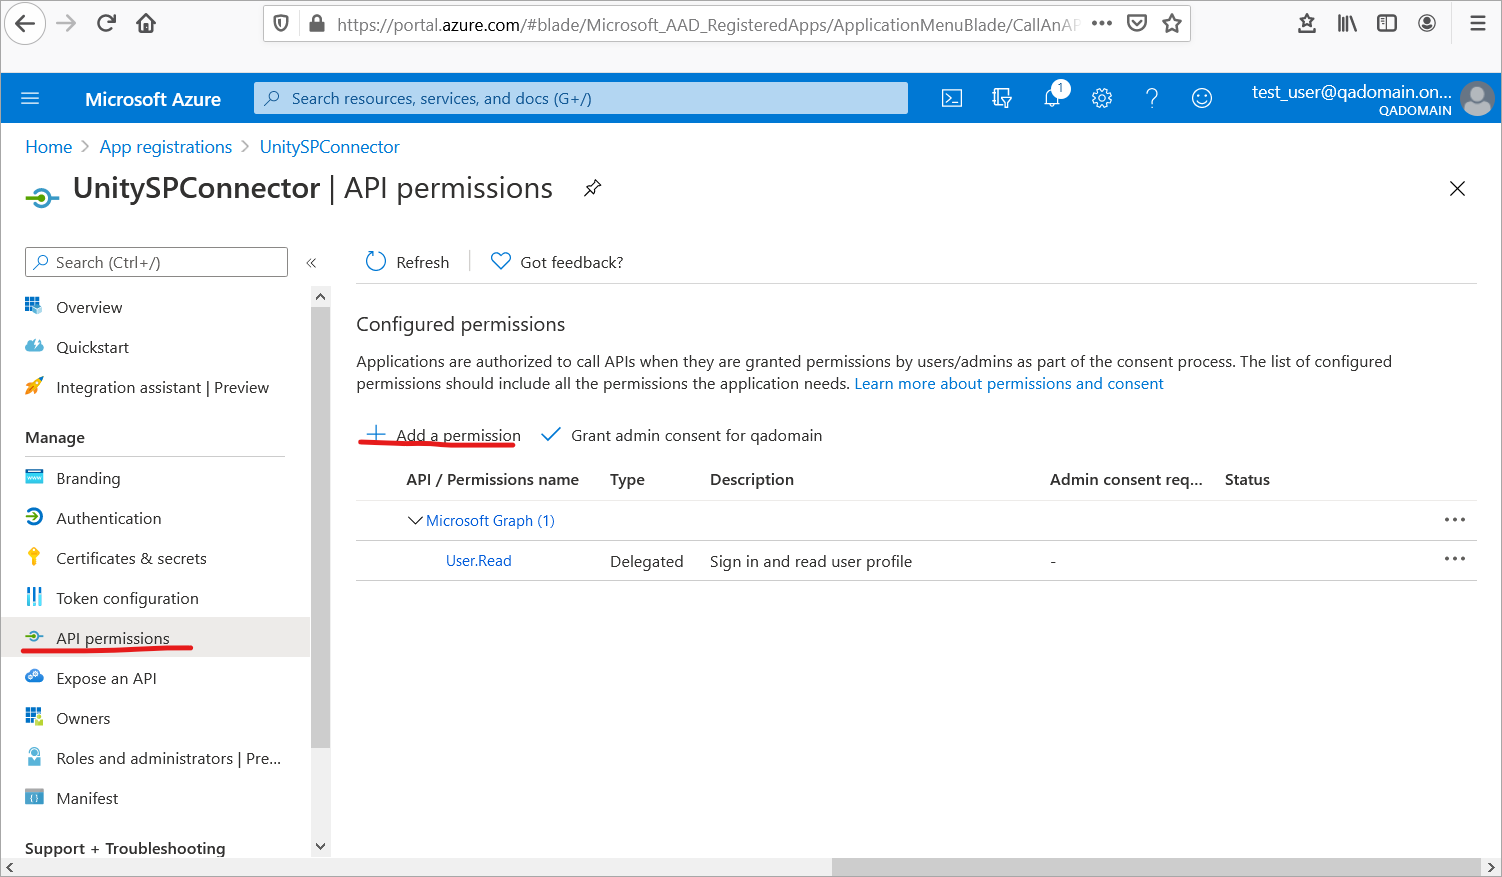 https://portal.azure.com/#blade/Microsoft_AAD_RegisteredApps/ApplicationMenuBlade/CallAnAP
Microsoft Azure
Search resources, services, and docs (G+/)
1
test_user@qadomain.on...
QADOMAIN
Home > App registrations > UnitySPConnector
UnitySPConnector | API permissions
Search (Ctrl+/)
«
Refresh
Got feedback?
Overview
Quickstart
Integration assistant | Preview
Manage
Branding
Authentication
Certificates & secrets
Token configuration
API permissions
Expose an API
Owners
Roles and administrators | Pre...
Manifest
Support + Troubleshooting
Configured permissions
Applications are authorized to call APIs when they are granted permissions by users/admins as part of the consent process. The list of configured
permissions should include all the permissions the application needs. Learn more about permissions and consent
Add a permission
Grant admin consent for qadomain
API / Permissions name Type Description Admin consent req... Status
Microsoft Graph (1)
User.Read Delegated Sign in and read user profile -